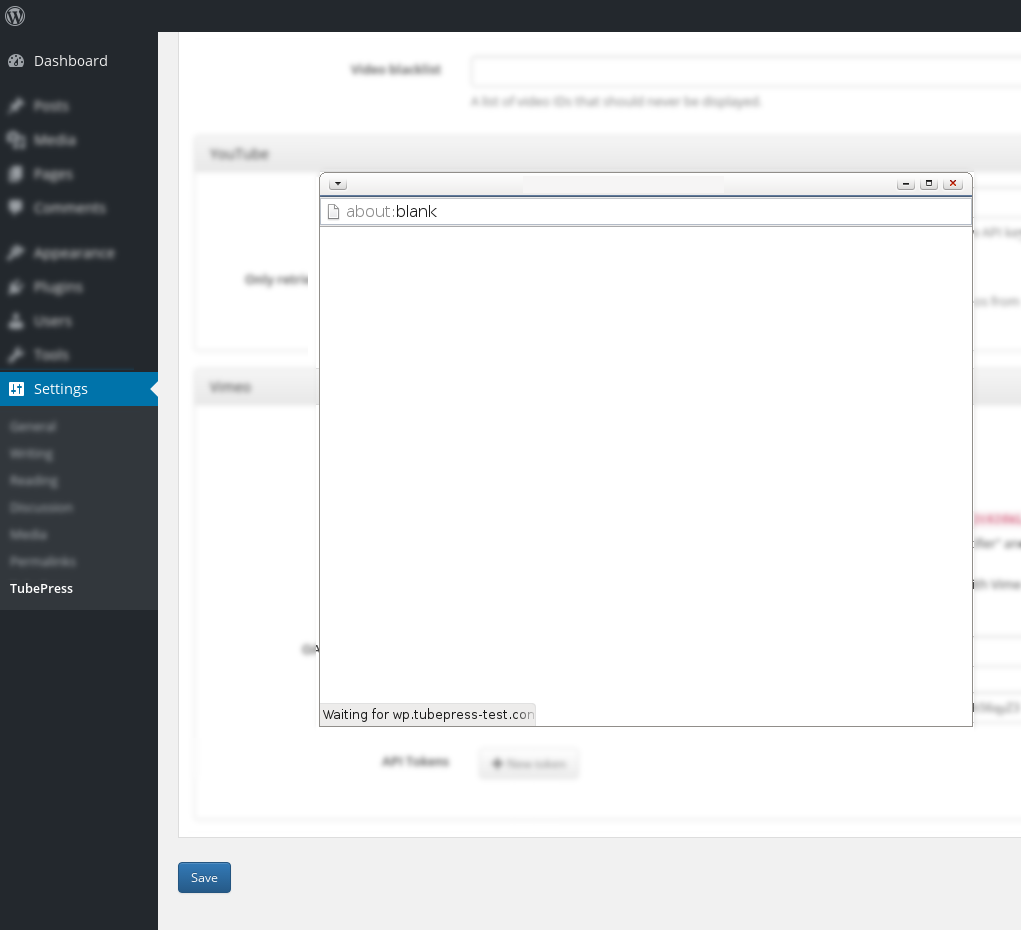 Dashboard
Posts
Media
Pages
Comments
Appearance
Plugins
Users
Tools
Settings
General
Writing
Reading
Discussion
Media
Permalinks
TubePress
Video blacklist
A list of video IDs that should never be displayed.
YouTube
API
Only
from
Vimeo
about:blank
Waiting for wp.tubepress-test.con
API Tokens
New token
Save